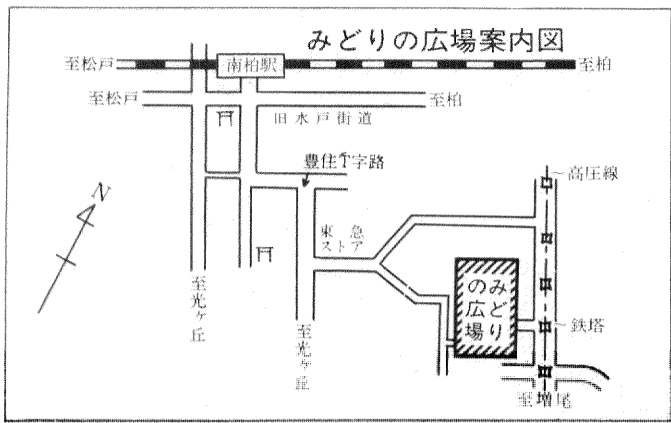 みどりの広場案内図
至松戸
南柏駅
至柏
至松戸
至柏
旧水戸街道
豊住T字路
高圧線
N
東急
ストア
みどり
の広場
鉄塔
至光ヶ丘
至光ヶ丘
至増尾